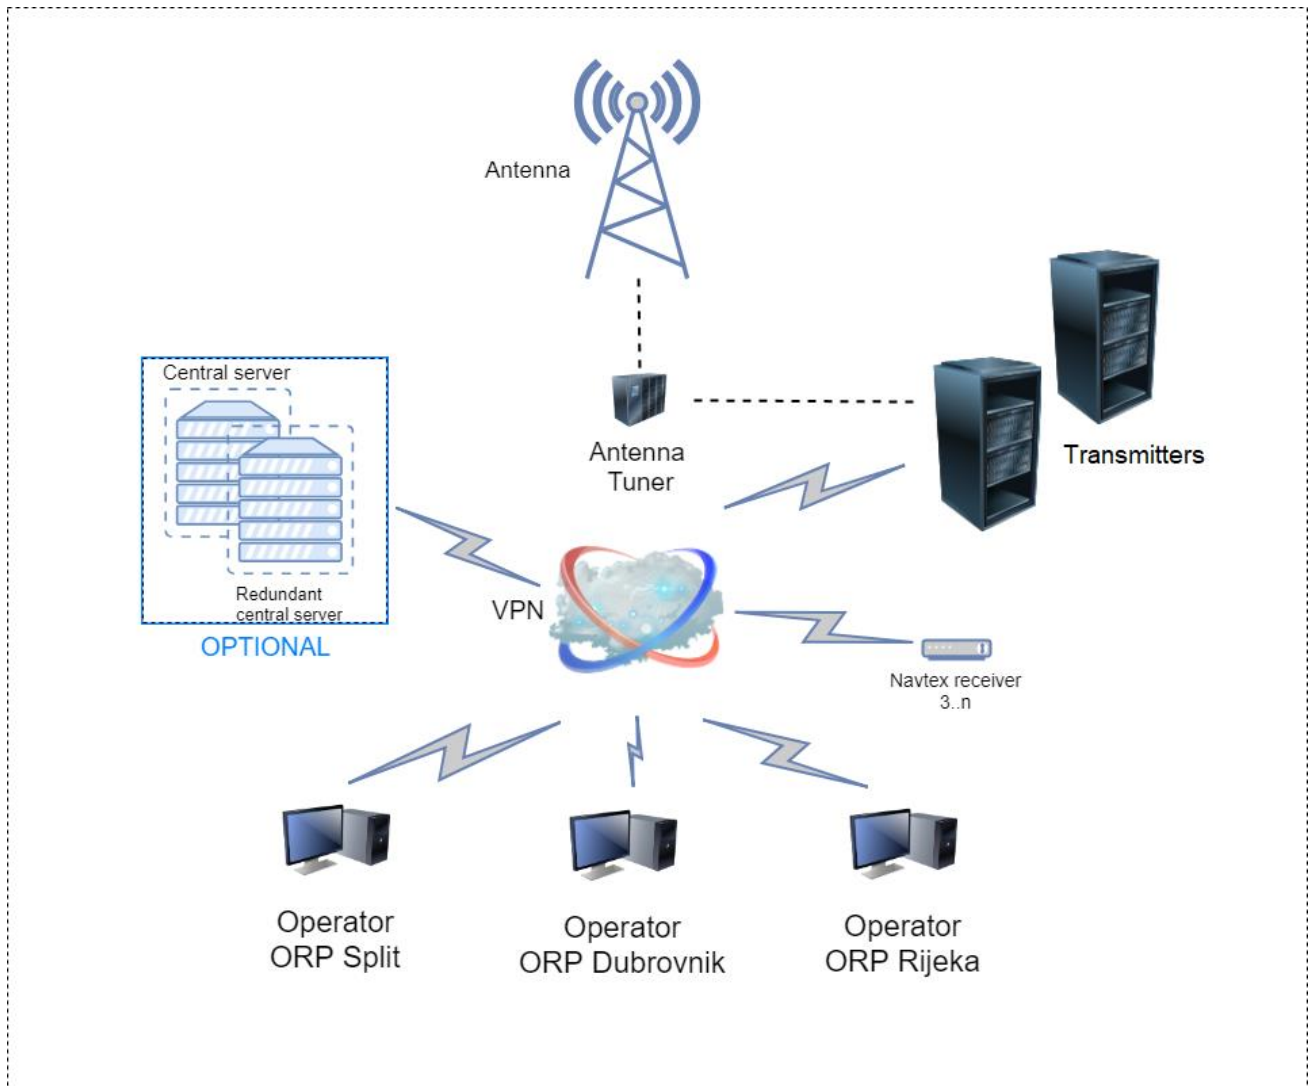 Antenna
Central server
Antenna
Tuner
Transmitters
Redundant
central server
VPN
OPTIONAL
Navtex receiver
3..n
Operator
ORP Split
Operator
ORP Dubrovnik
Operator
ORP Rijeka